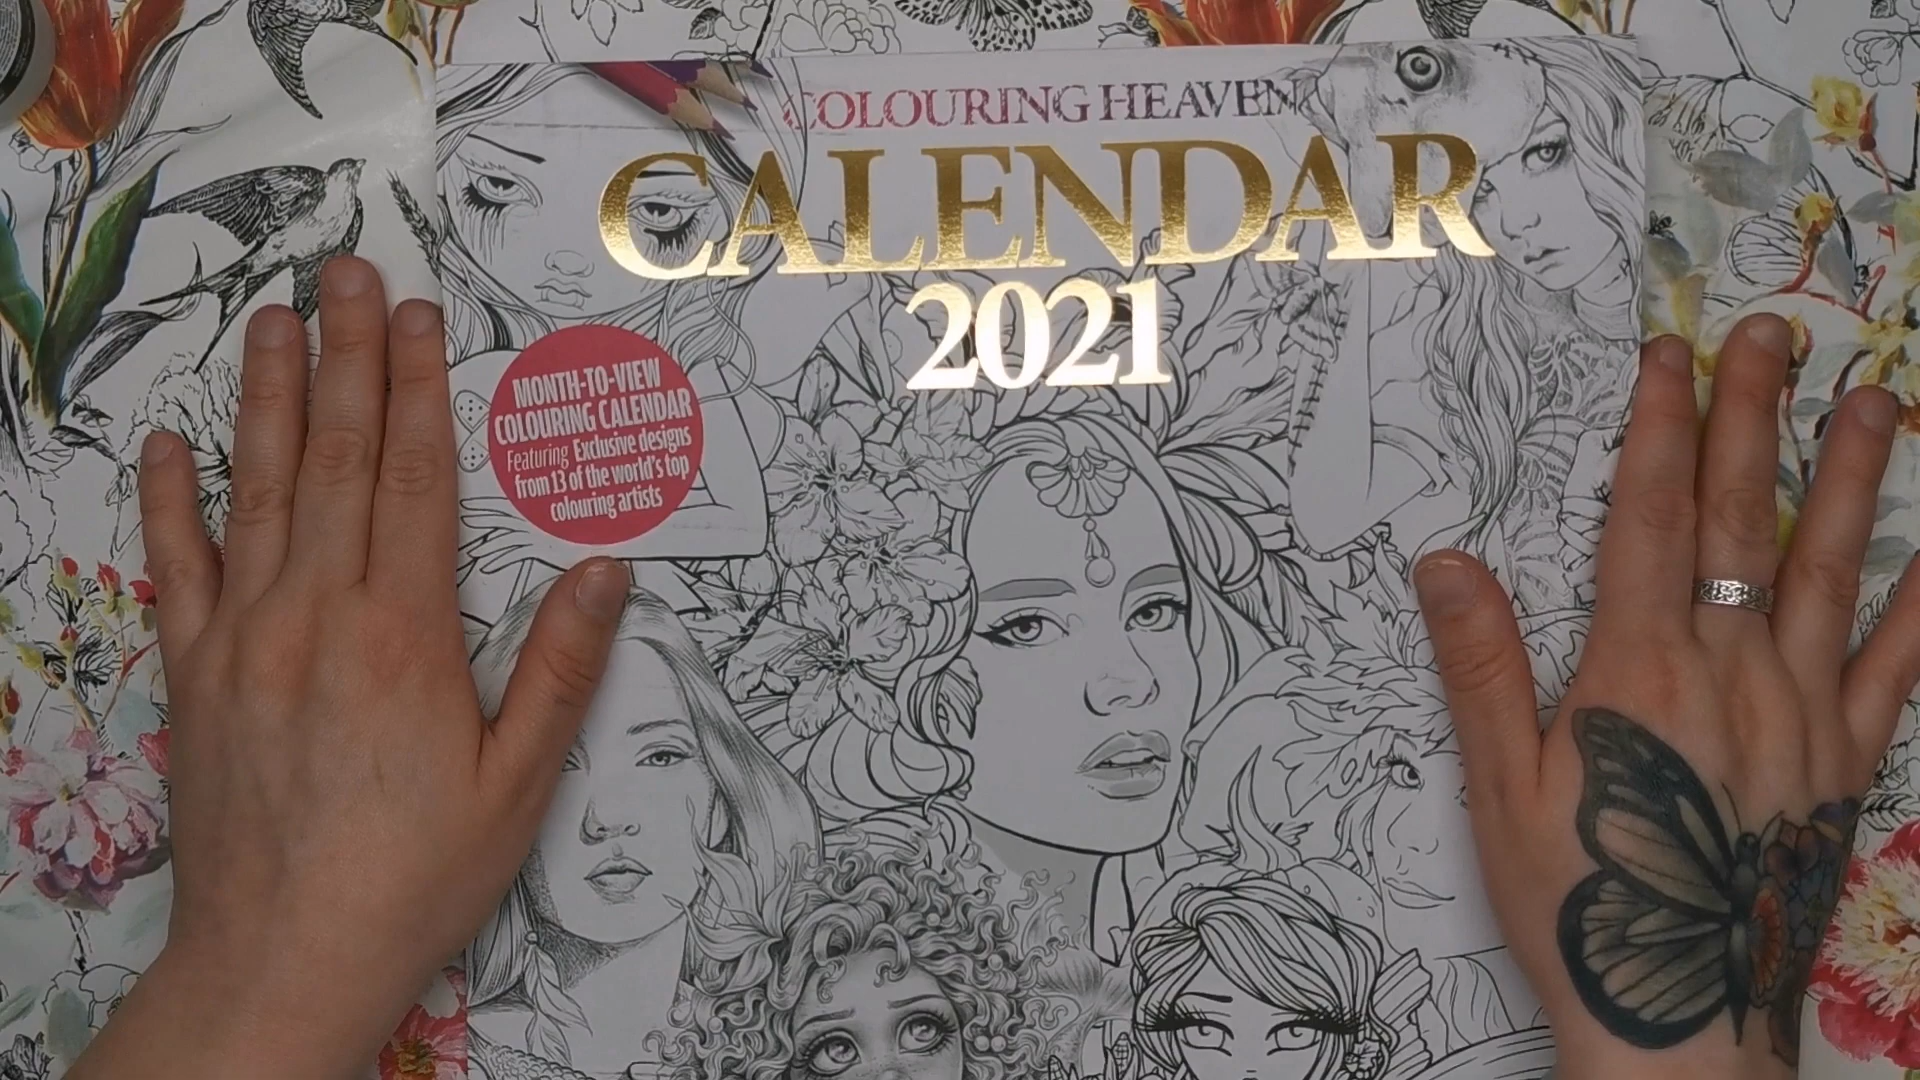 COLOURING HEAVEN
CALENDAR
2021
MONTH-TO-VIEW
COLOURING CALENDAR
Featuring Exclusive designs
from 13 of the world's top
colouring artists